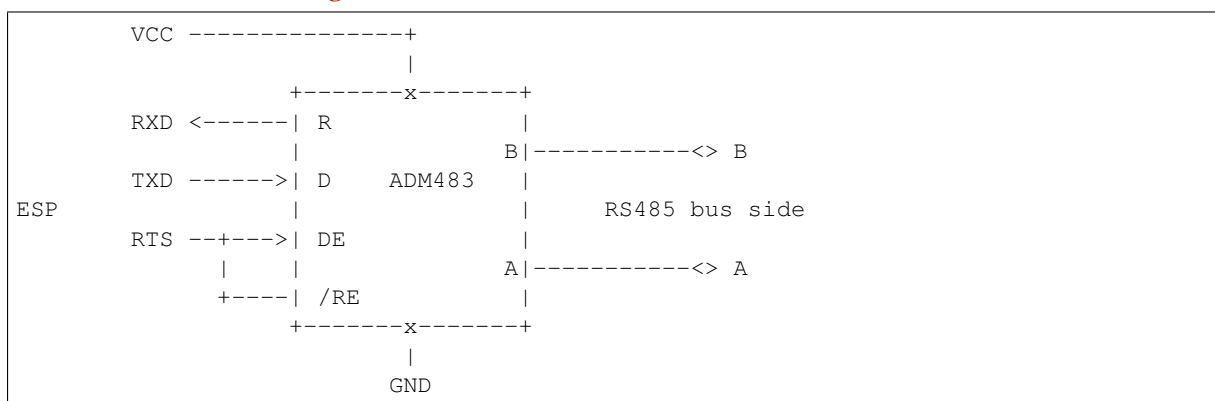 VCC ---------------+
|
+-------x-------+
RXD <------| R |
| B|-----------<> B
TXD ------>| D ADM483 |
ESP | | RS485 bus side
RTS --+--->| DE |
| | A|-----------<> A
+----| /RE |
+-------x-------+
|
GND